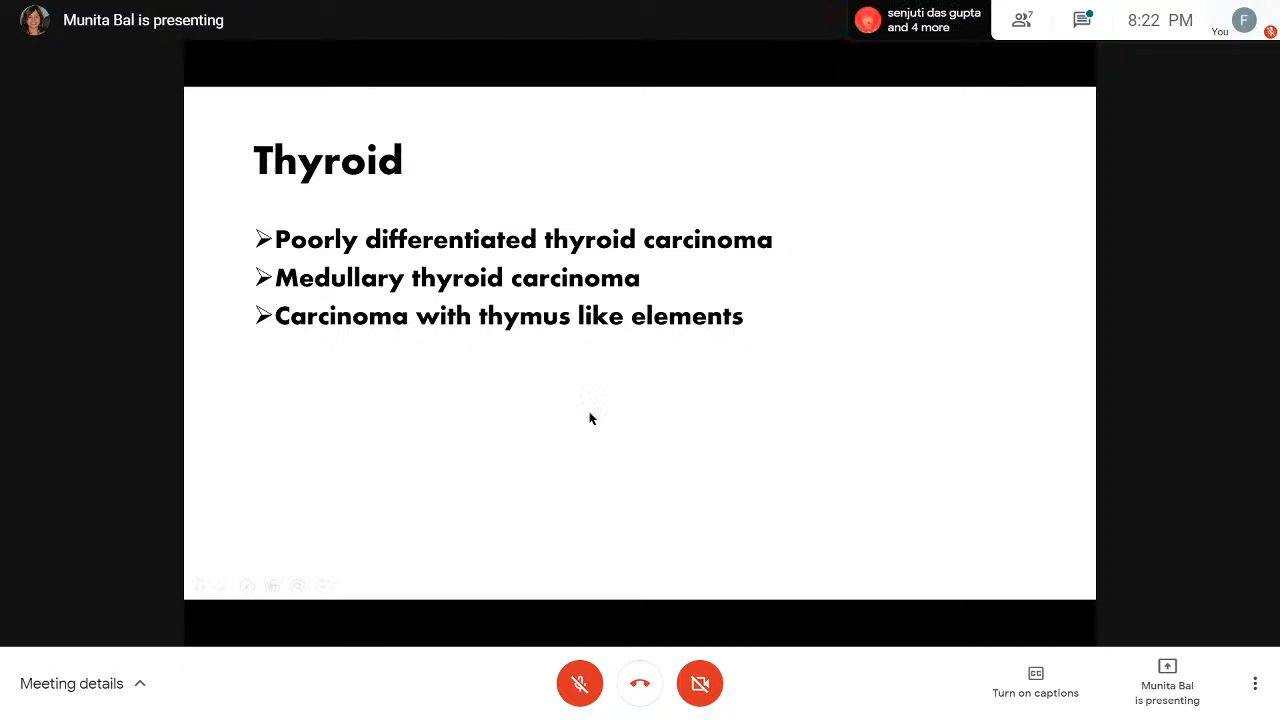 Munita Bal is presenting
senjuti das gupta
and 4 more
7
8:22 PM
You
F
Thyroid
➢Poorly differentiated thyroid carcinoma
➢Medullary thyroid carcinoma
➢Carcinoma with thymus like elements
Meeting details
CC
Turn on captions
Munita Bal
is presenting